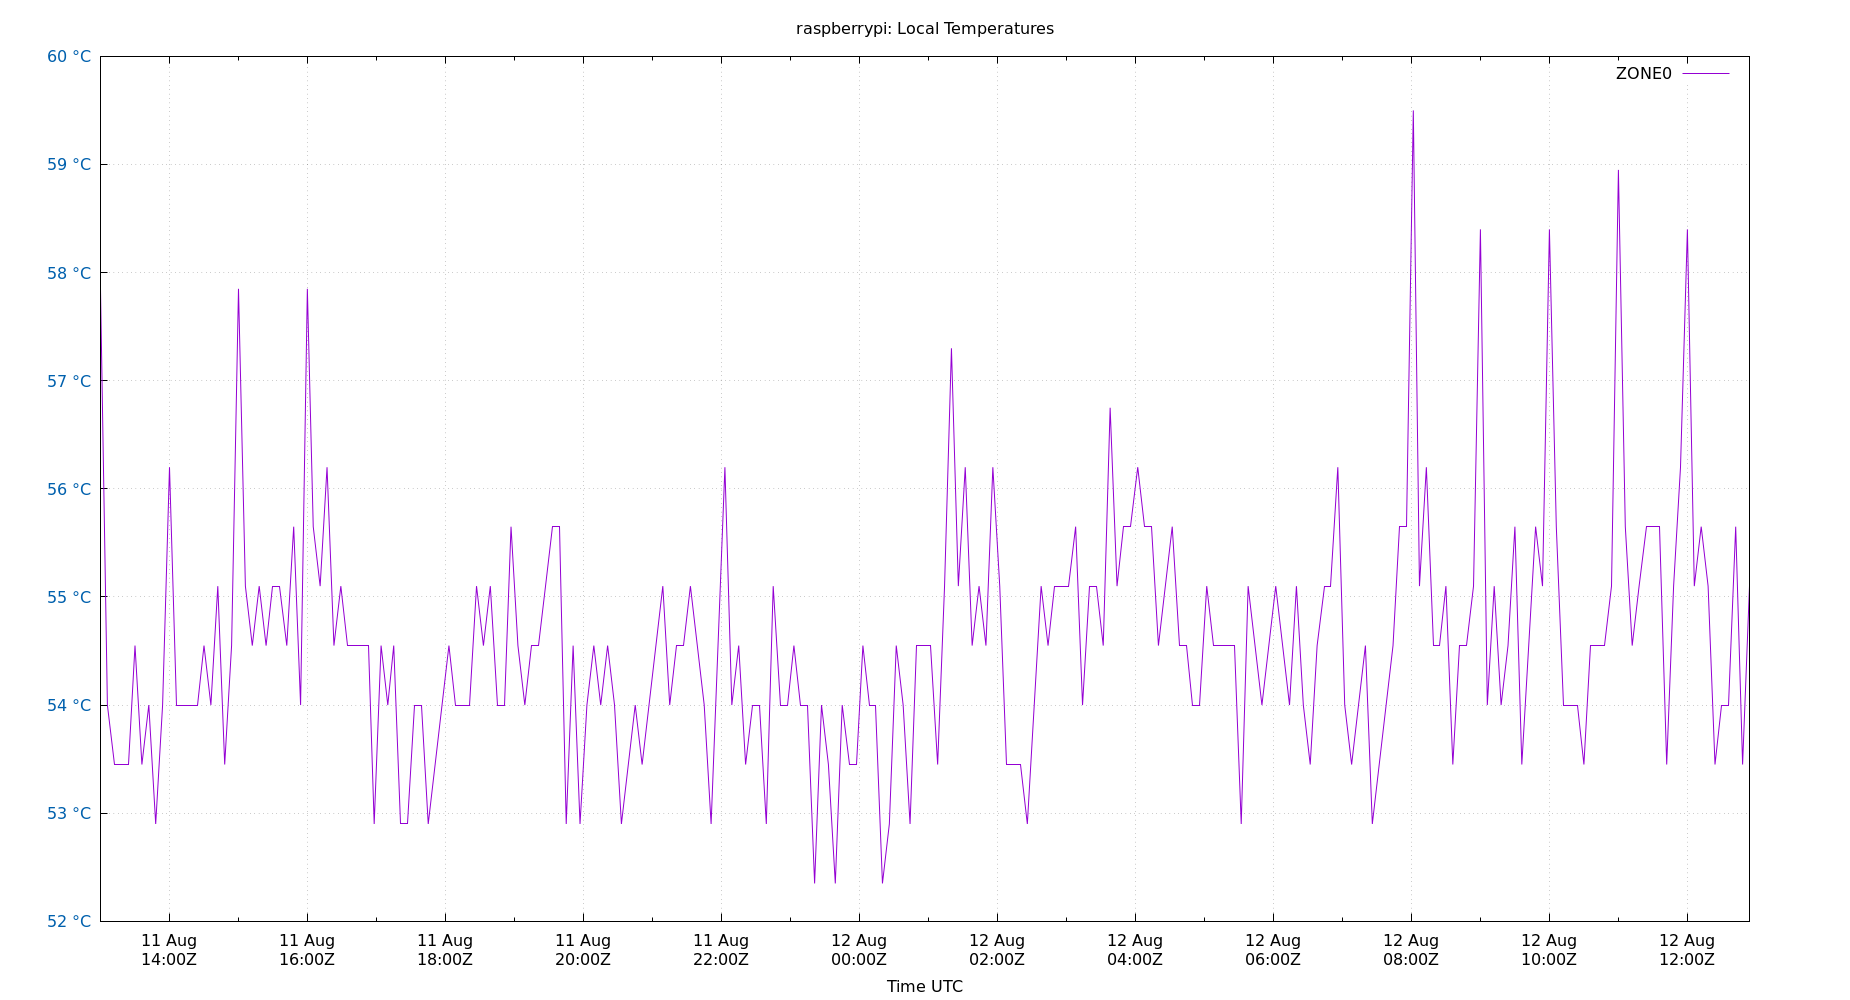 raspberrypi: Local Temperatures
ZONE0
60 °C
59 °C
58 °C
57 °C
56 °C
55 °C
54 °C
53 °C
52 °C
11 Aug 11 Aug 11 Aug 11 Aug 11 Aug 12 Aug 12 Aug 12 Aug 12 Aug 12 Aug 12 Aug 12 Aug
14:00Z 16:00Z 18:00Z 20:00Z 22:00Z 00:00Z 02:00Z 04:00Z 06:00Z 08:00Z 10:00Z 12:00Z
Time UTC